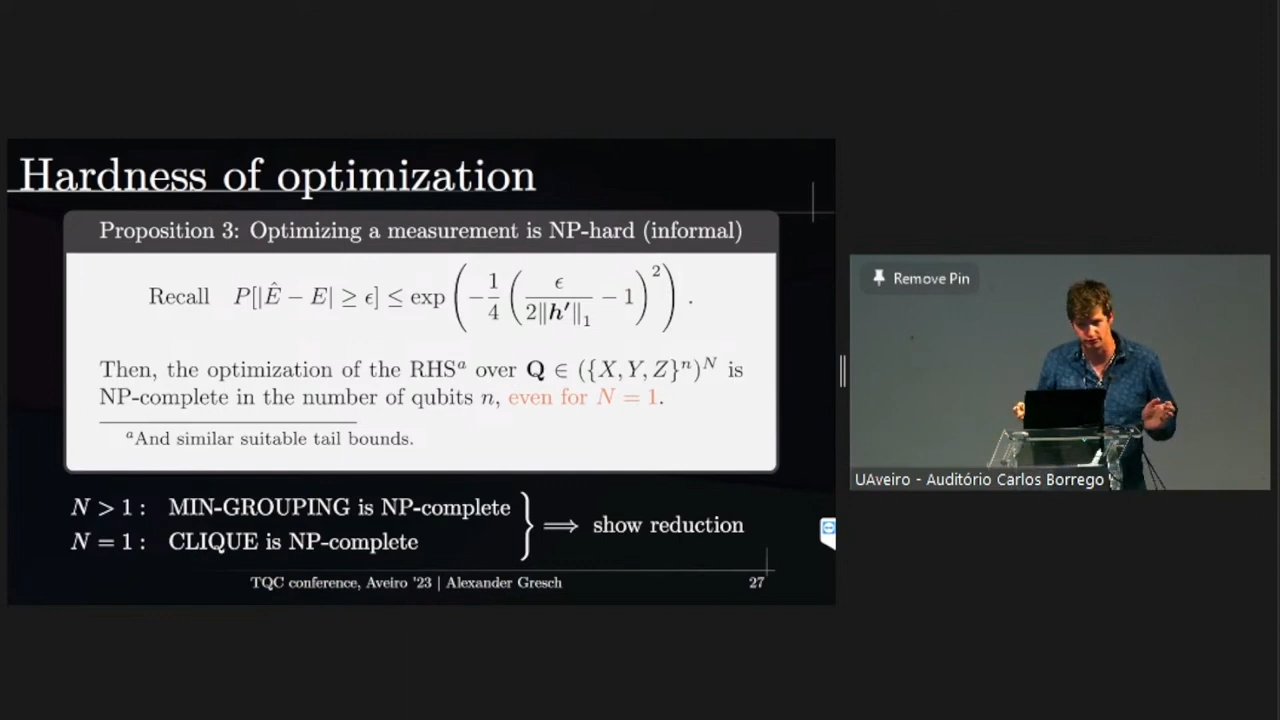 Hardness of optimization
Proposition 3: Optimizing a measurement is NP-hard (informal)
Recall P[|Ê − E| ≥ ϵ] ≤ exp(−1/4 (ϵ/(2‖h′‖₁) − 1)²).
Then, the optimization of the RHSᵃ over Q ∈ ({X, Y, Z}ⁿ)ᴺ is
NP-complete in the number of qubits n, even for N = 1.
ᵃAnd similar suitable tail bounds.
N > 1 : MIN-GROUPING is NP-complete
N = 1 : CLIQUE is NP-complete
⟹ show reduction
TQC conference, Aveiro '23 | Alexander Gresch 27
Remove Pin
UAveiro - Auditório Carlos Borrego